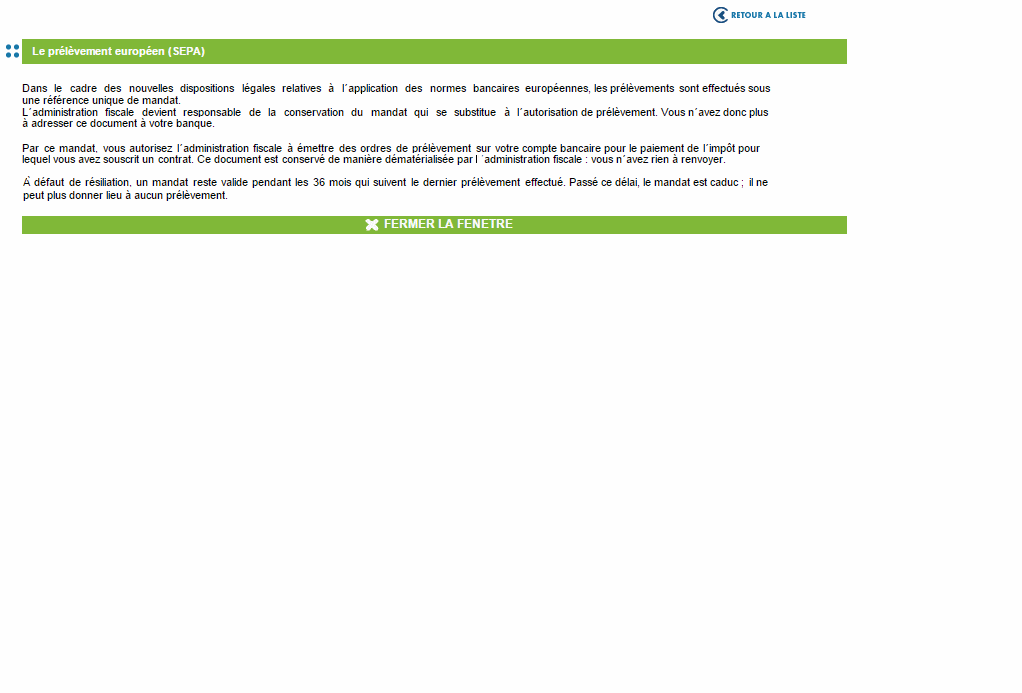 RETOUR A LA LISTE
Le prélèvement européen (SEPA)
Dans le cadre des nouvelles dispositions légales relatives à l´application des normes bancaires européennes, les prélèvements sont effectués sous
une référence unique de mandat.
L´administration fiscale devient responsable de la conservation du mandat qui se substitue à l´autorisation de prélèvement. Vous n´avez donc plus
à adresser ce document à votre banque.
Par ce mandat, vous autorisez l´administration fiscale à émettre des ordres de prélèvement sur votre compte bancaire pour le paiement de l´impôt pour
lequel vous avez souscrit un contrat. Ce document est conservé de manière dématérialisée par l´administration fiscale : vous n´avez rien à renvoyer.
À défaut de résiliation, un mandat reste valide pendant les 36 mois qui suivent le dernier prélèvement effectué. Passé ce délai, le mandat est caduc ; il ne
peut plus donner lieu à aucun prélèvement.
FERMER LA FENETRE